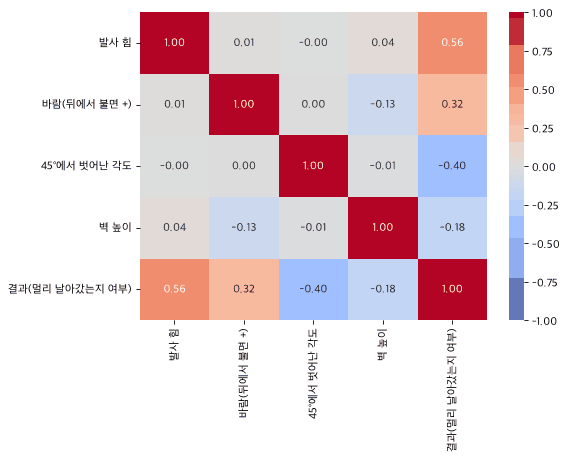 발사 힘 1.00 0.01 -0.00 0.04 0.56
바람(뒤에서 불면 +) 0.01 1.00 0.00 -0.13 0.32
45°에서 벗어난 각도 -0.00 0.00 1.00 -0.01 -0.40
벽 높이 0.04 -0.13 -0.01 1.00 -0.18
결과(멀리 날아갔는지 여부) 0.56 0.32 -0.40 -0.18 1.00
발사 힘
바람(뒤에서 불면 +)
45°에서 벗어난 각도
벽 높이
결과(멀리 날아갔는지 여부)
1.00
0.75
0.50
0.25
0.00
-0.25
-0.50
-0.75
-1.00